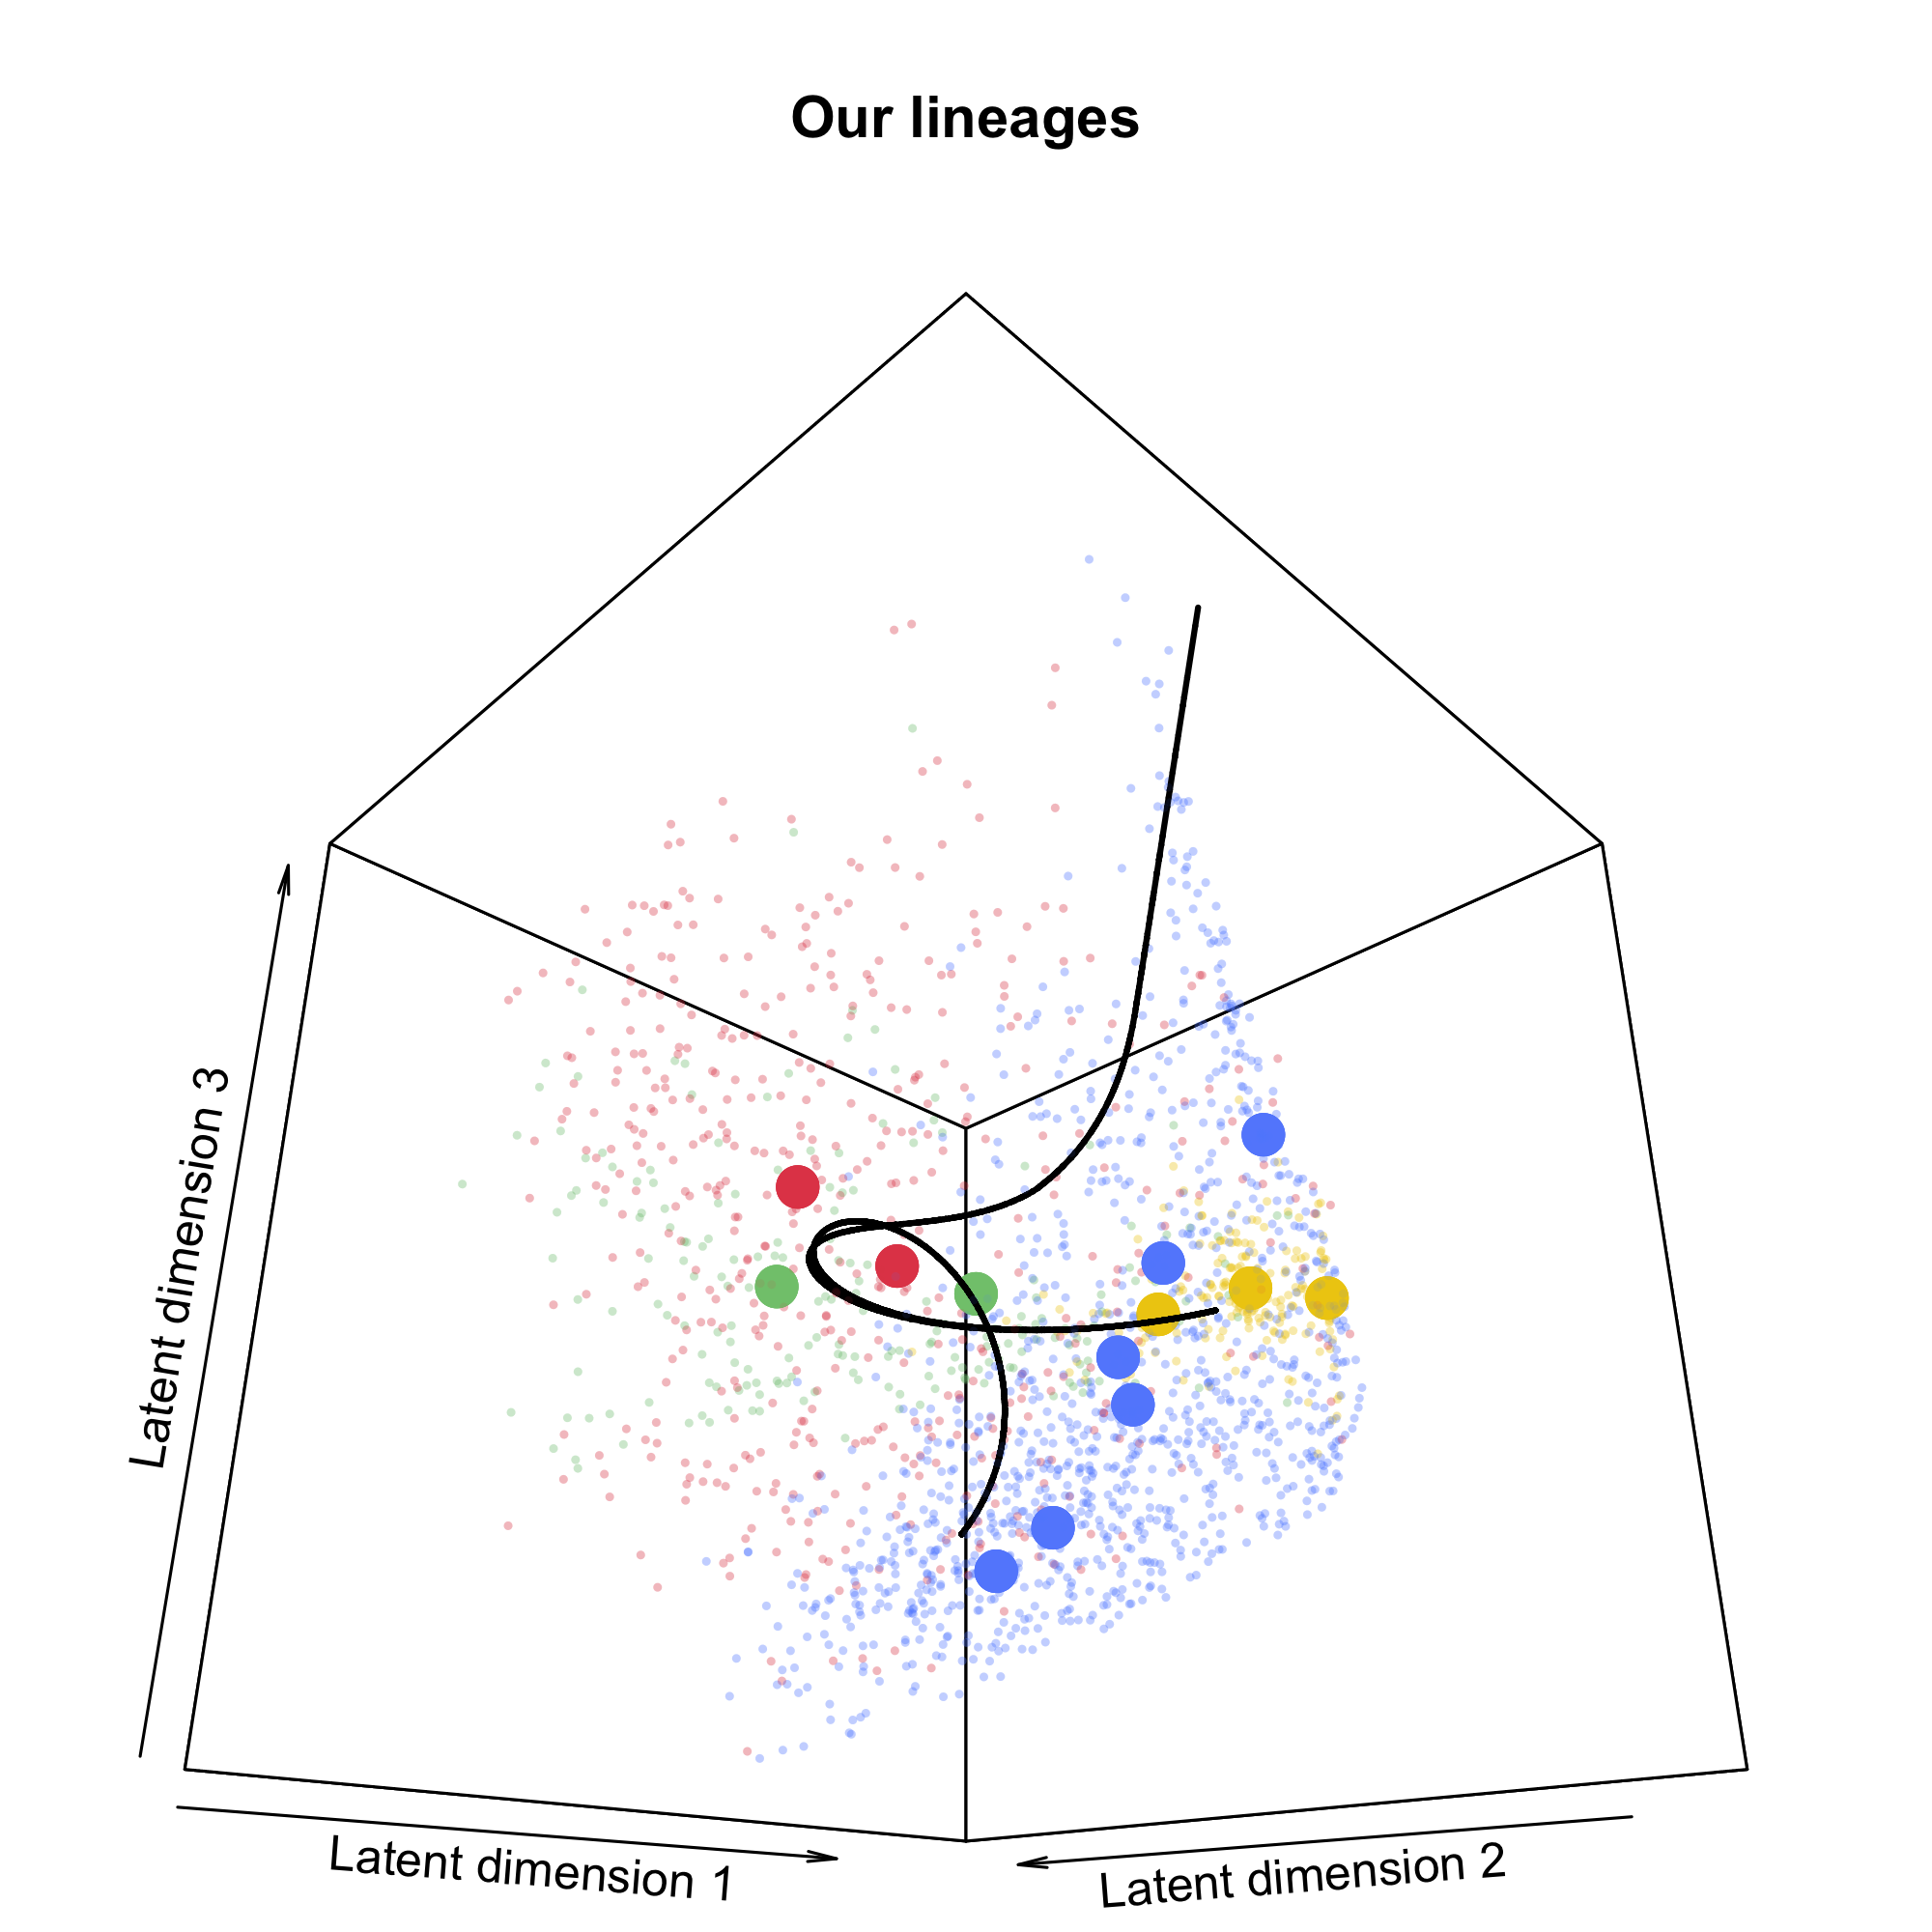 Our lineages
Latent dimension 3
Latent dimension 1
Latent dimension 2